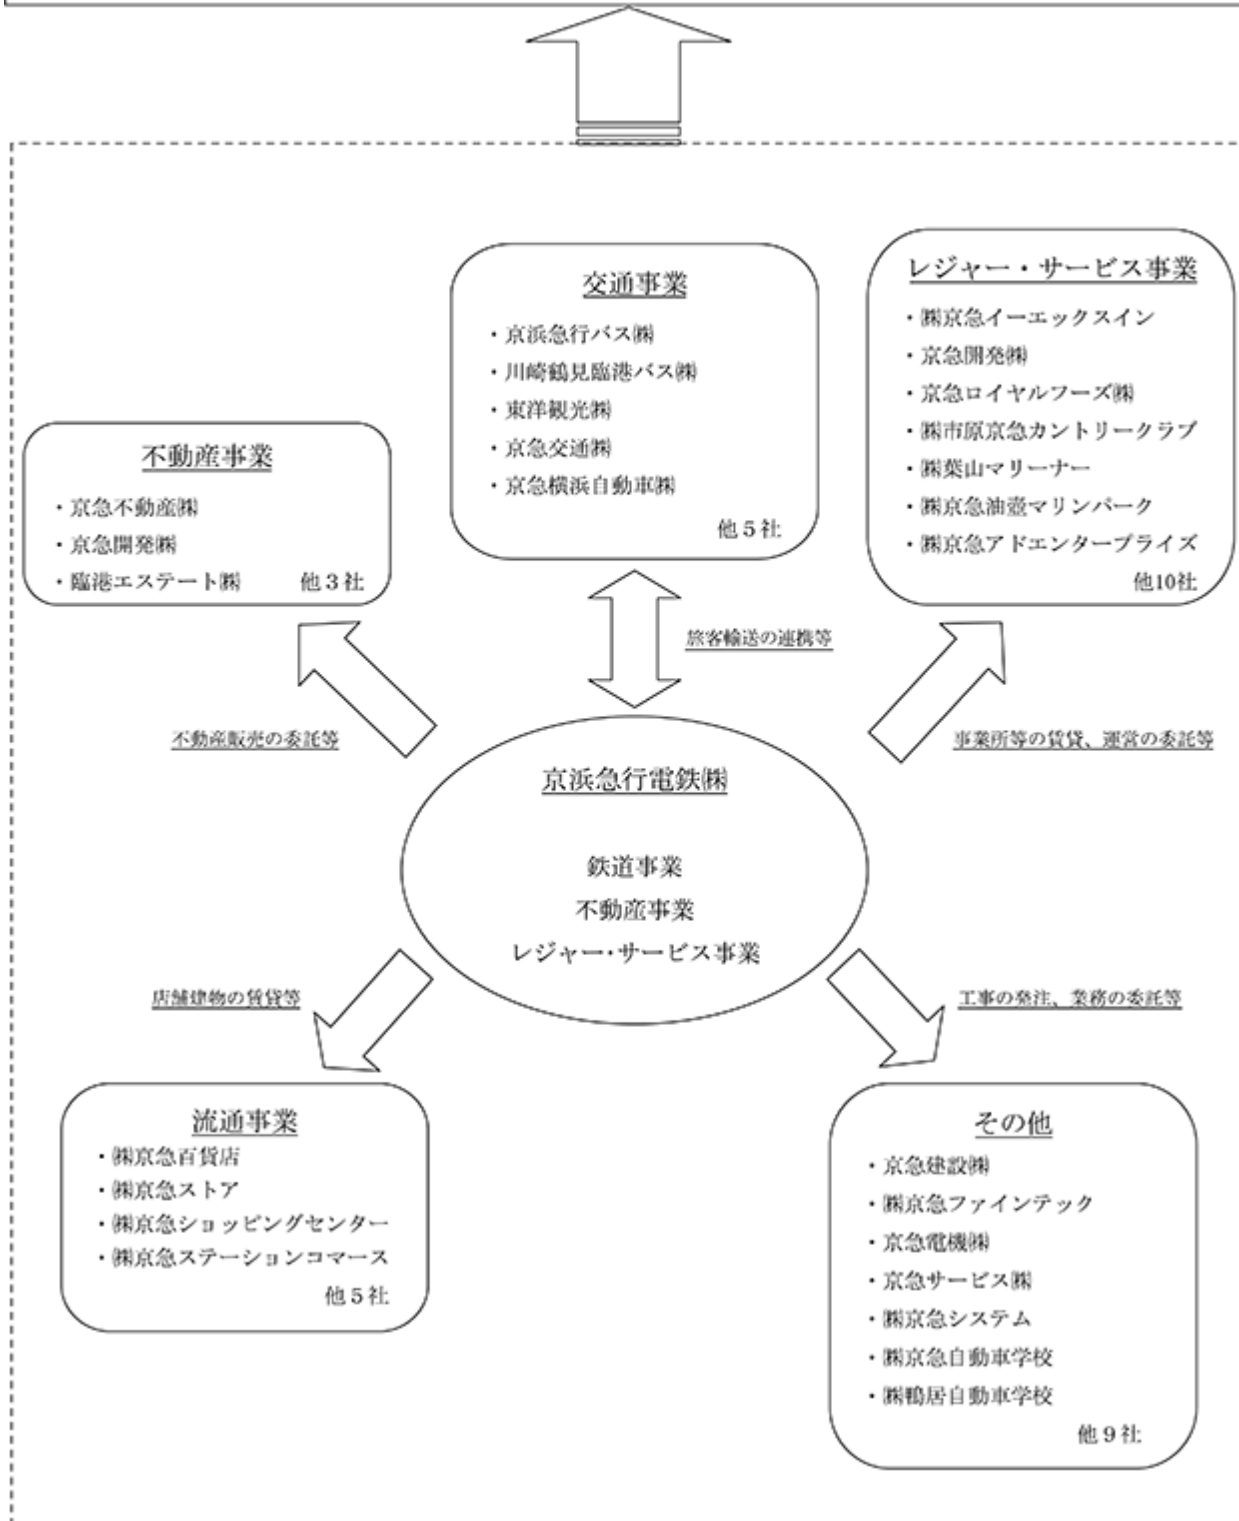 交通事業
・京浜急行バス㈱
・川崎鶴見臨港バス㈱
・東洋観光㈱
・京急交通㈱
・京急横浜自動車㈱
他５社
レジャー・サービス事業
・㈱京急イーエックスイン
・京急開発㈱
・京急ロイヤルフーズ㈱
・㈱市原京急カントリークラブ
・㈱葉山マリーナー
・㈱京急油壺マリンパーク
・㈱京急アドエンタープライズ
他10社
不動産事業
・京急不動産㈱
・京急開発㈱
・臨港エステート㈱　他３社
旅客輸送の連携等
不動産販売の委託等
事業所等の賃貸、運営の委託等
京浜急行電鉄㈱
鉄道事業
不動産事業
レジャー・サービス事業
店舗建物の賃貸等
工事の発注、業務の委託等
流通事業
・㈱京急百貨店
・㈱京急ストア
・㈱京急ショッピングセンター
・㈱京急ステーションコマース
他５社
その他
・京急建設㈱
・㈱京急ファインテック
・京急電機㈱
・京急サービス㈱
・㈱京急システム
・㈱京急自動車学校
・㈱鴨居自動車学校
他９社